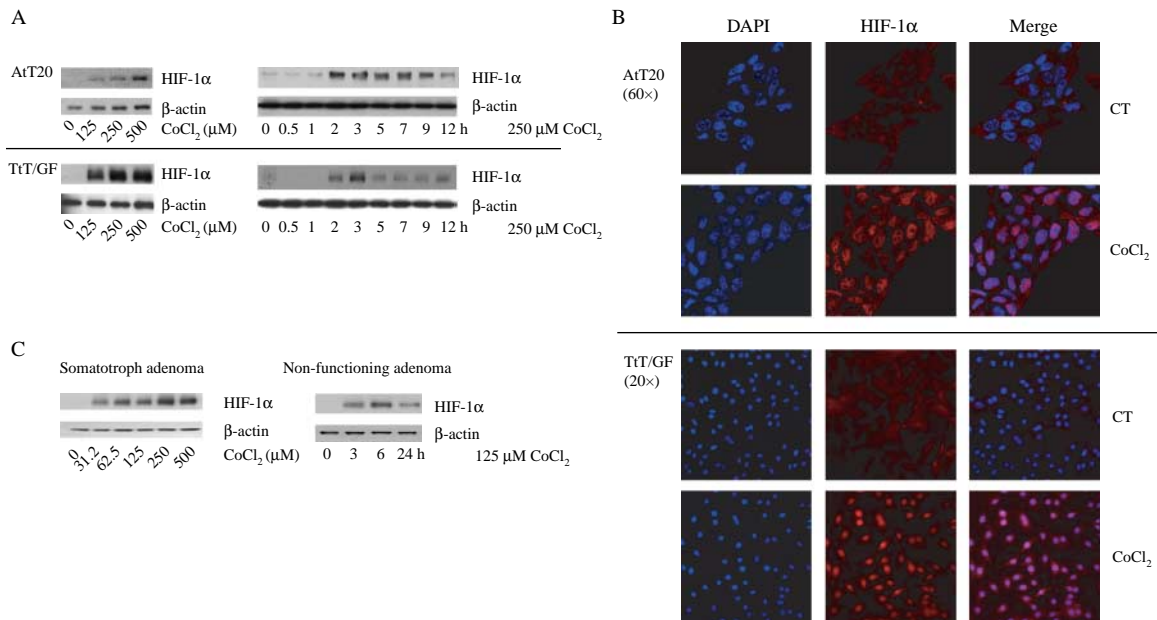 A
AtT20
HIF-1α
β-actin
0 125 250 500 CoCl2 (μM)
HIF-1α
β-actin
0 0.5 1 2 3 5 7 9 12 h 250 μM CoCl2
TtT/GF
HIF-1α
β-actin
0 125 250 500 CoCl2 (μM)
HIF-1α
β-actin
0 0.5 1 2 3 5 7 9 12 h 250 μM CoCl2
B
DAPI HIF-1α Merge
AtT20
(60×)
CT
CoCl2
TtT/GF
(20×)
CT
CoCl2
C
Somatotroph adenoma
HIF-1α
β-actin
0 31.2 62.5 125 250 500 CoCl2 (μM)
Non-functioning adenoma
HIF-1α
β-actin
0 3 6 24 h 125 μM CoCl2